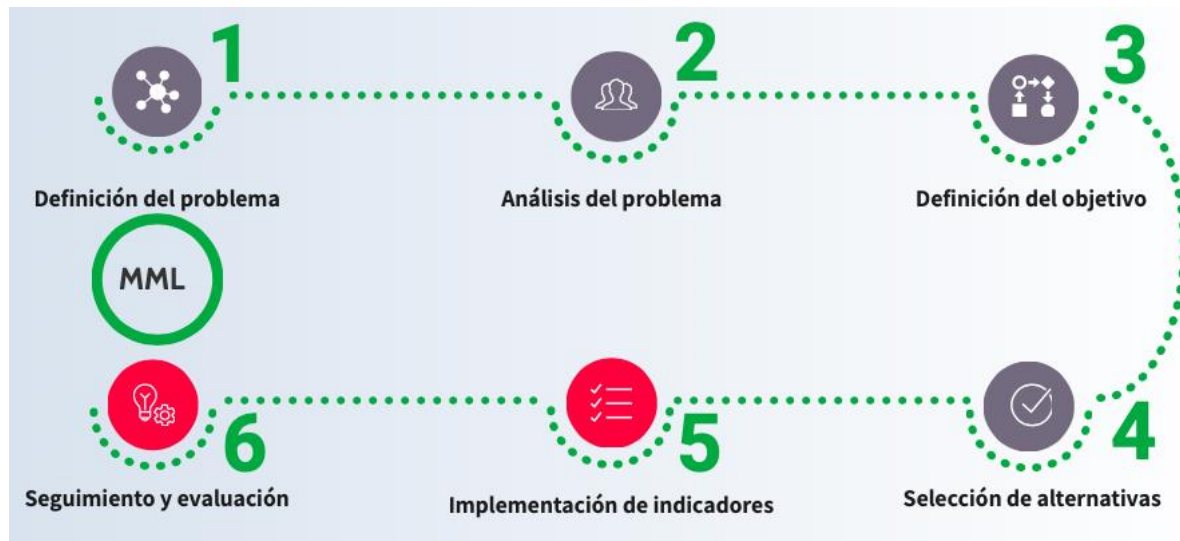 1
2
3
Definición del problema
Análisis del problema
Definición del objetivo
MML
6
5
4
Seguimiento y evaluación
Implementación de indicadores
Selección de alternativas